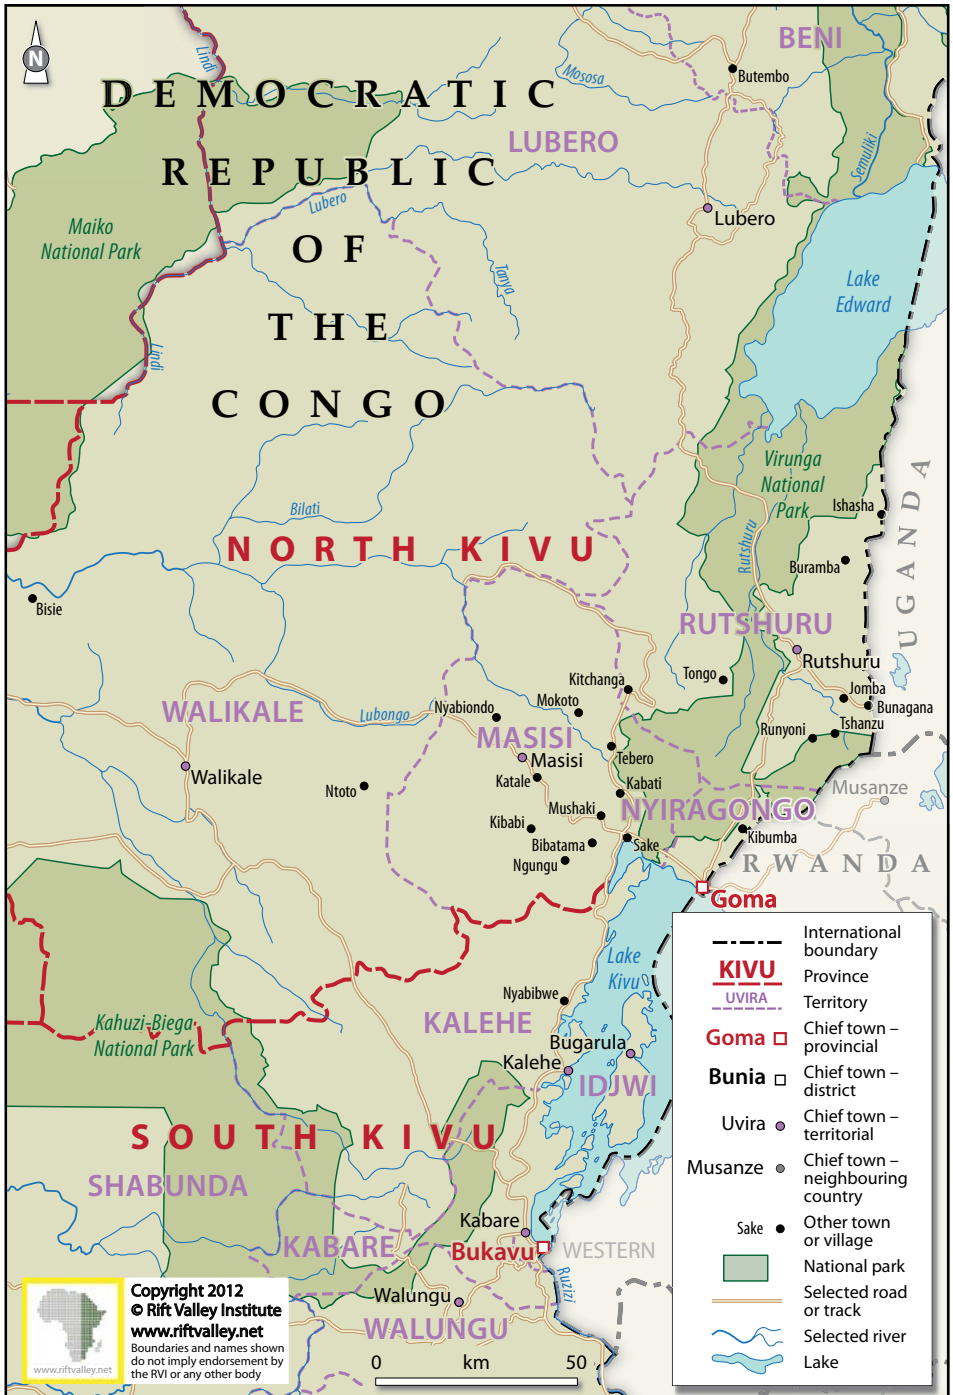 BENI
N
Lindi
Mososa
Butembo
DEMOCRATIC
LUBERO
Semuliki
REPUBLIC
Lubero
Lubero
Maiko
National Park
OF
Tanya
Lake
Edward
THE
Lindi
CONGO
Virunga
National
Park
UGANDA
Ishasha
Bilati
NORTH KIVU
Rutshuru
Buramba
Bisie
RUTSHURU
Rutshuru
Kitchanga
Tongo
Jomba
Bunagana
WALIKALE
Lubongo
Nyabiondo
Mokoto
Tshanzu
Runyoni
MASISI
Masisi
Tebero
Walikale
Katale
Kabati
Musanze
Ntoto
Mushaki
NYIRAGONGO
Kibabi
Kibumba
Bibatama
Sake
Ngungu
RWANDA
Goma
Lake
Kivu
Nyabibwe
Kahuzi-Biega
National Park
KALEHE
Bugarula
Kalehe
IDJWI
SOUTH KIVU
SHABUNDA
Kabare
KABARE
Bukavu
WESTERN
Ruzizi
Walungu
WALUNGU
International
boundary
KIVU
Province
UVIRA
Territory
Goma
Chief town –
provincial
Bunia
Chief town –
district
Uvira
Chief town –
territorial
Musanze
Chief town –
neighbouring
country
Sake
Other town
or village
National park
Selected road
or track
Selected river
Lake
www.riftvalley.net
Copyright 2012
© Rift Valley Institute
www.riftvalley.net
Boundaries and names shown
do not imply endorsement by
the RVI or any other body
0 km 50